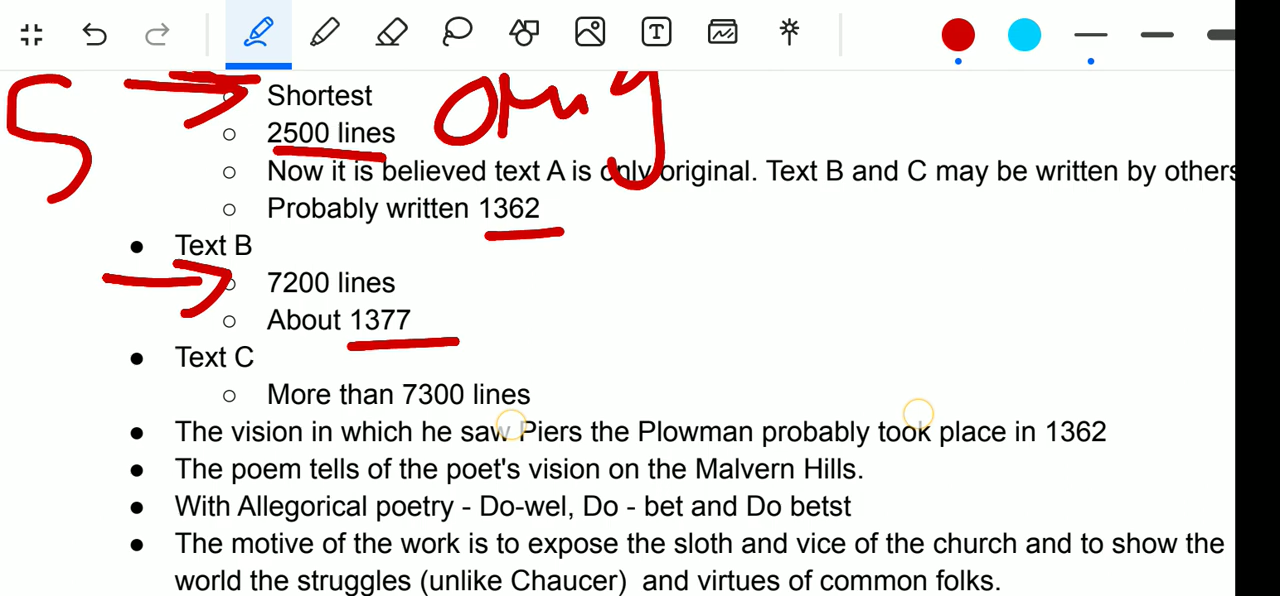 S
Shortest
orig
2500 lines
Now it is believed text A is only original. Text B and C may be written by others
Probably written 1362
Text B
7200 lines
About 1377
Text C
More than 7300 lines
The vision in which he saw Piers the Plowman probably took place in 1362
The poem tells of the poet's vision on the Malvern Hills.
With Allegorical poetry - Do-wel, Do - bet and Do betst
The motive of the work is to expose the sloth and vice of the church and to show the
world the struggles (unlike Chaucer) and virtues of common folks.